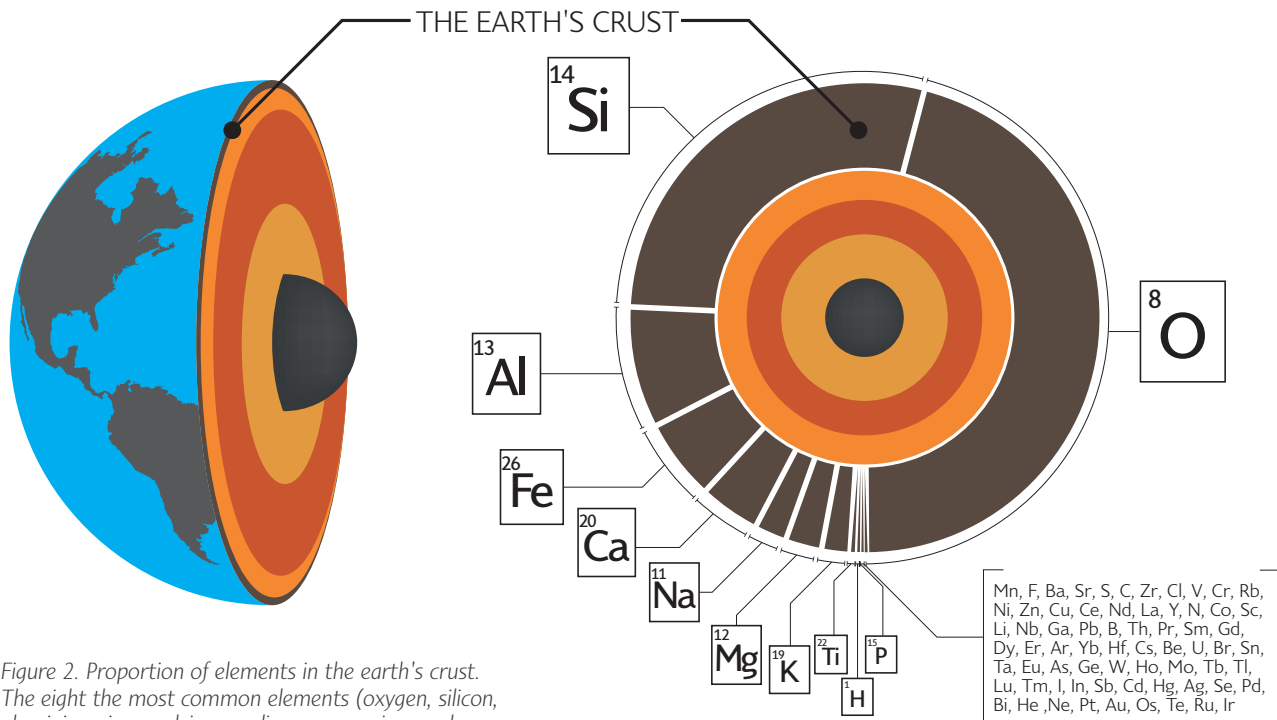 THE EARTH'S CRUST
14
Si
8
O
13
Al
26
Fe
20
Ca
11
Na
12
Mg
19
K
22
Ti
1
H
15
P
Mn, F, Ba, Sr, S, C, Zr, Cl, V, Cr, Rb,
Ni, Zn, Cu, Ce, Nd, La, Y, N, Co, Sc,
Li, Nb, Ga, Pb, B, Th, Pr, Sm, Gd,
Dy, Er, Ar, Yb, Hf, Cs, Be, U, Br, Sn,
Ta, Eu, As, Ge, W, Ho, Mo, Tb, Tl,
Lu, Tm, I, In, Sb, Cd, Hg, Ag, Se, Pd,
Bi, He ,Ne, Pt, Au, Os, Te, Ru, Ir
Figure 2. Proportion of elements in the earth's crust.
The eight the most common elements (oxygen, silicon,